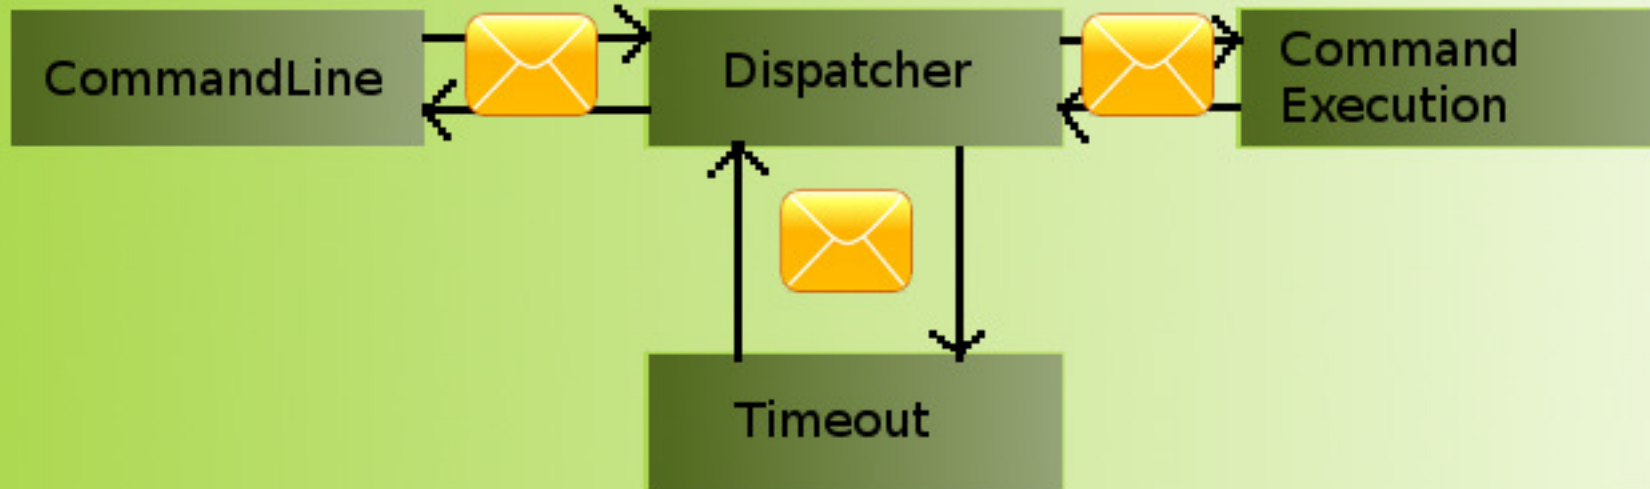 CommandLine
Dispatcher
Command
Execution
Timeout